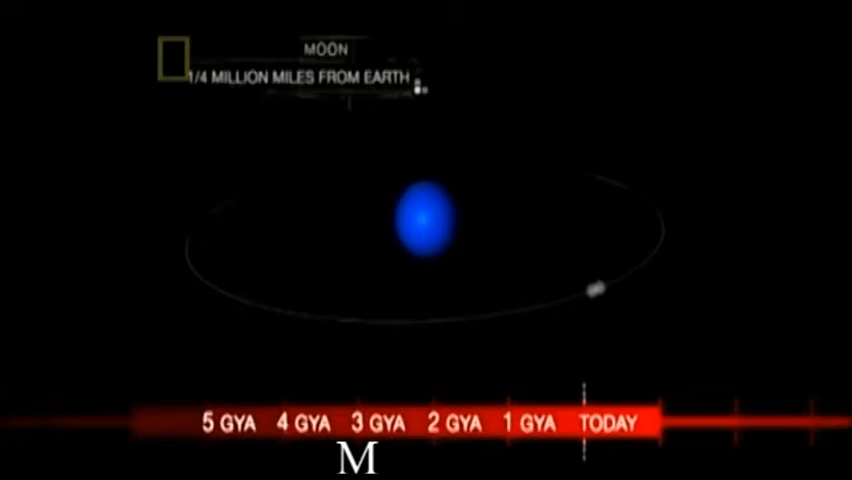 MOON
1/4 MILLION MILES FROM EARTH
5 GYA 4 GYA 3 GYA 2 GYA 1 GYA TODAY
M